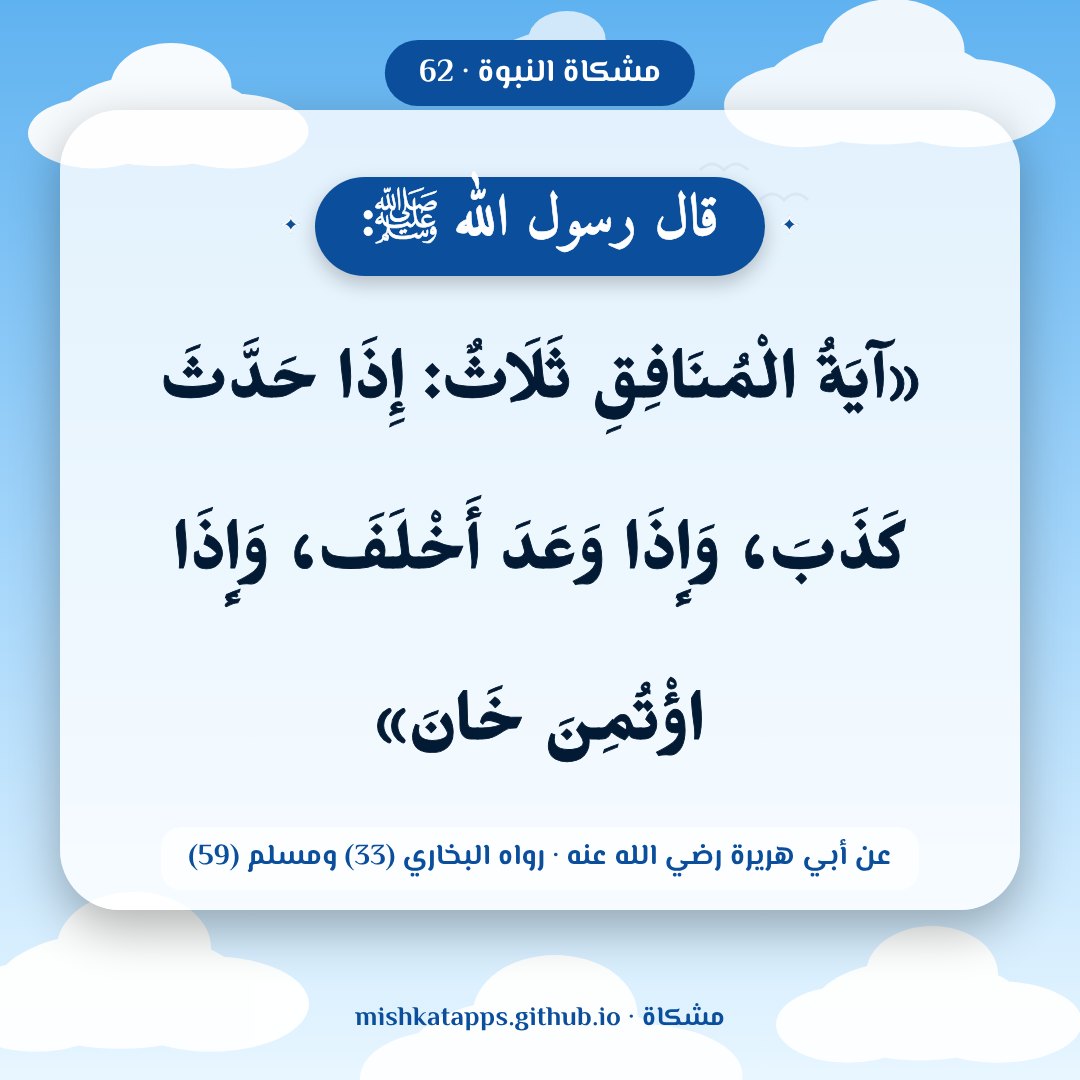 مشكاة النبوة · 62
قال رسول الله ﷺ:
«آيَةُ الْمُنَافِقِ ثَلَاثٌ: إِذَا حَدَّثَ
كَذَبَ، وَإِذَا وَعَدَ أَخْلَفَ، وَإِذَا
اؤْتُمِنَ خَانَ»
عن أبي هريرة رضي الله عنه · رواه البخاري (33) ومسلم (59)
مشكاة · mishkatapps.github.io